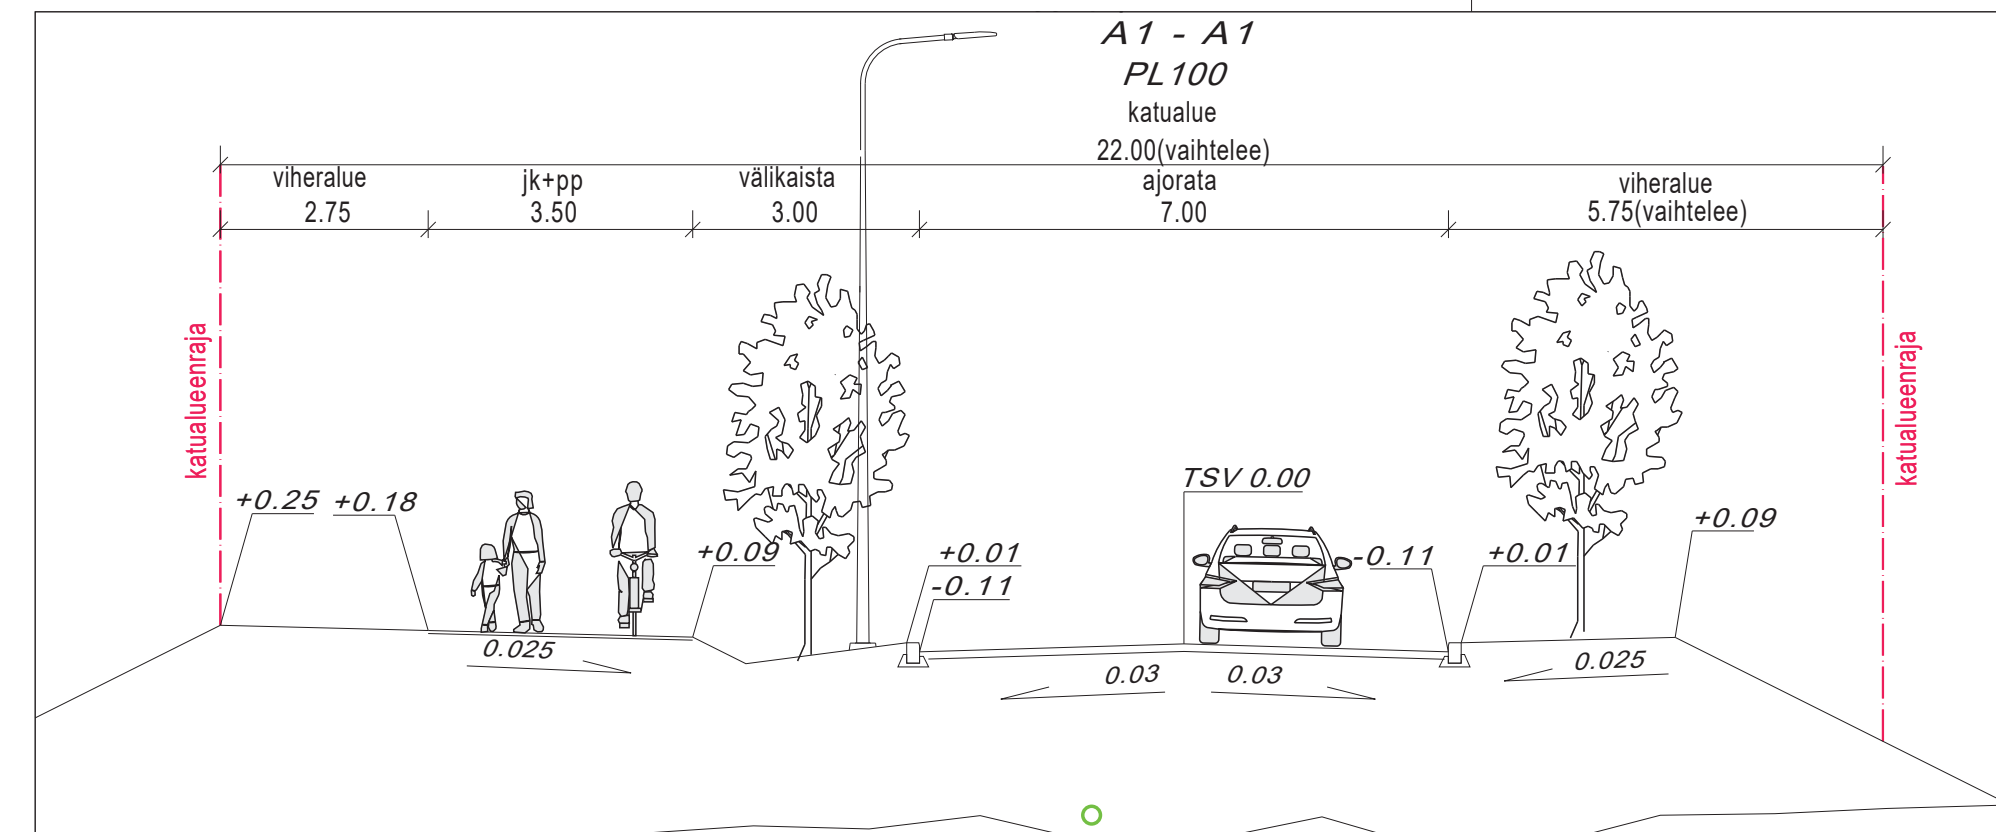 A1 - A1
PL100
katualue
22.00(vaihtelee)
viheralue
2.75
jk+pp
3.50
välikaista
3.00
ajorata
7.00
viheralue
5.75(vaihtelee)
katualueenraja
katualueenraja
+0.25
+0.18
+0.09
+0.01
-0.11
TSV 0.00
-0.11
+0.01
+0.09
0.025
0.03
0.03
0.025